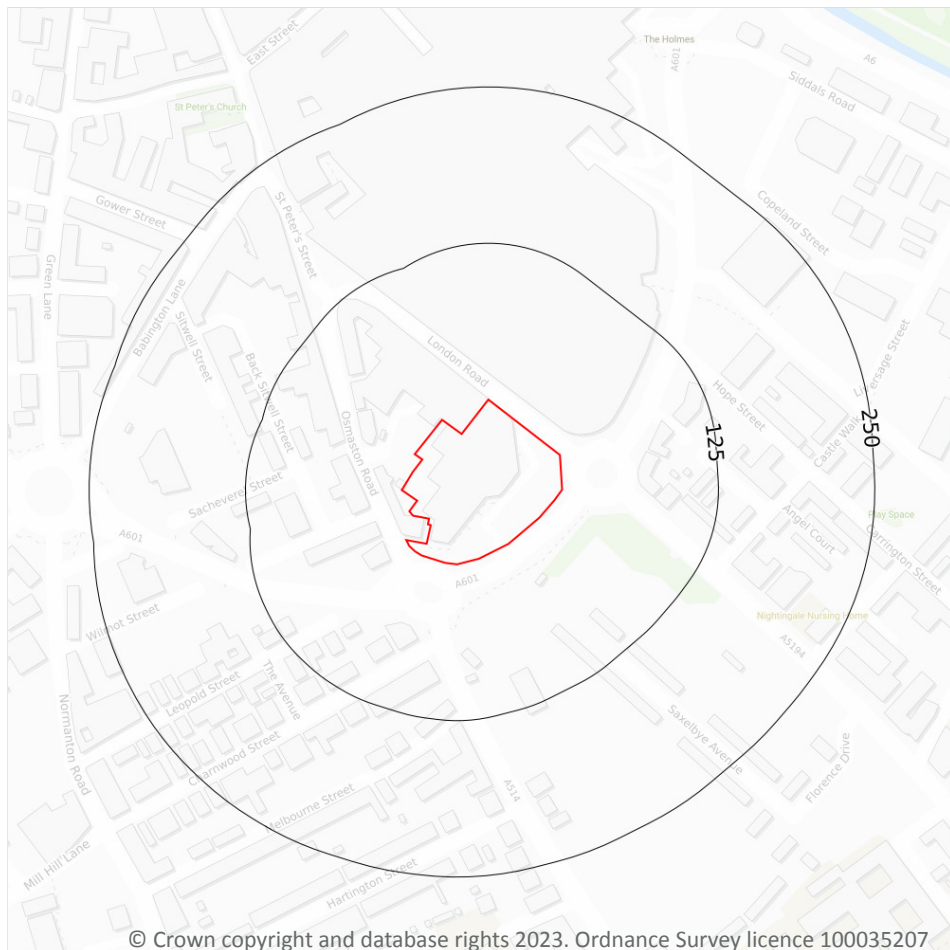 East Street
The Holmes
A601
A6
Siddals Road
St Peter's Church
Gower Street
St Peter's Street
Copeland Street
Green Lane
Babington Lane
Sitwell Street
London Road
Liversage Street
Back Sitwell Street
Hope Street
Osmaston Road
125
250
Castle Walk
Sacheverel Street
Play Space
Angel Court
Carrington Street
A601
A601
Wilmot Street
Nightingale Nursing Home
A5194
Leopold Street
The Avenue
Normanton Road
Saxelbye Avenue
Charnwood Street
Florence Drive
A514
Melbourne Street
Mill Hill Lane
Hartington Street
© Crown copyright and database rights 2023. Ordnance Survey licence 100035207